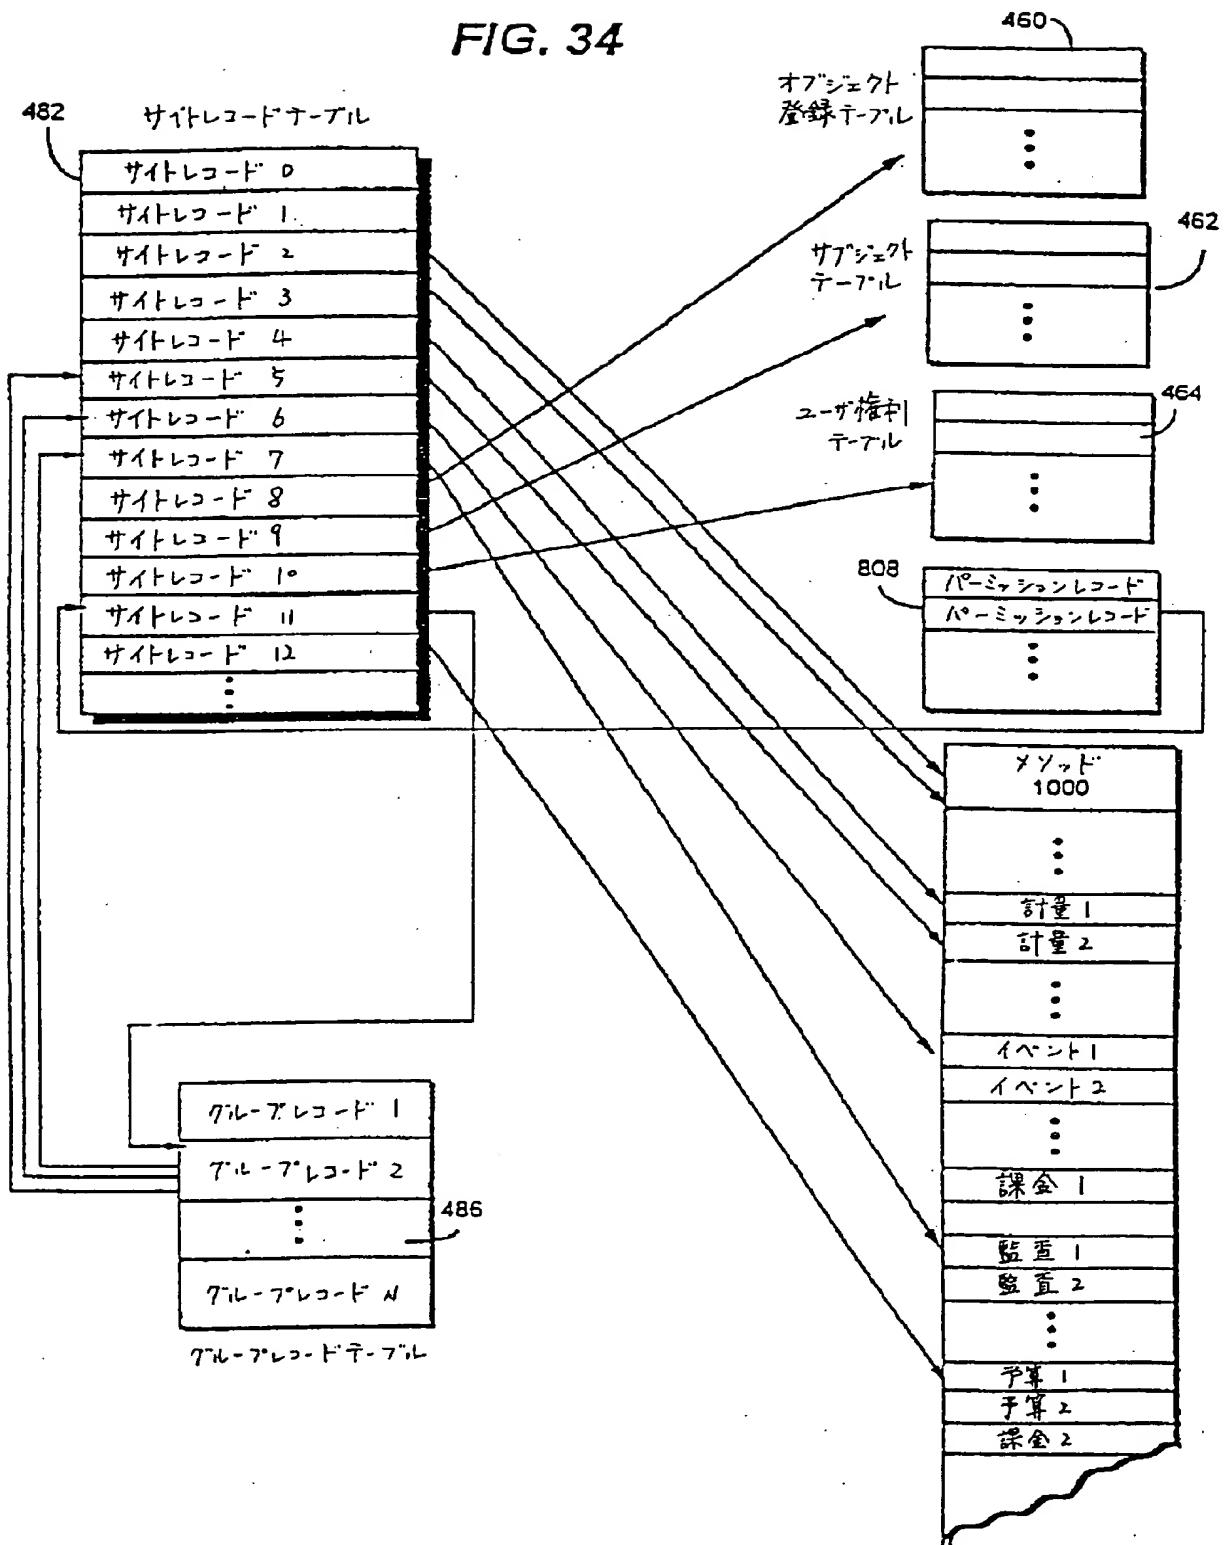 FIG. 34
460
オブジェクト
登録テーブル
482
サイトレコードテーブル
サイトレコード 0
サイトレコード 1
サイトレコード 2
サイトレコード 3
サイトレコード 4
サイトレコード 5
サイトレコード 6
サイトレコード 7
サイトレコード 8
サイトレコード 9
サイトレコード 10
サイトレコード 11
サイトレコード 12
サブジェクト
テーブル
462
ユーザ権利
テーブル
464
808
パーミッションレコード
パーミッションレコード
メソッド
1000
計量 1
計量 2
イベント 1
イベント 2
課金 1
監査 1
監査 2
予算 1
予算 2
課金 2
グループレコード 1
グループレコード 2
486
グループレコード N
グループレコードテーブル